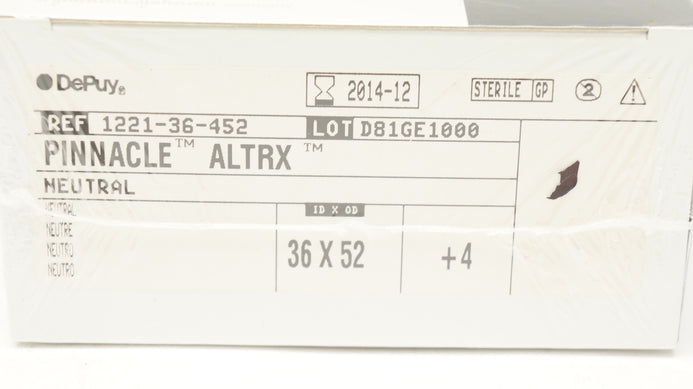 DePuy®
2014-12
STERILE GP
2
REF 1221-36-452
LOT D81GE1000
PINNACLE™ ALTRX™
NEUTRAL
NEUTRAL
NEUTRE
NEUTRO
NEUTRO
ID X OD
36 X 52
+4